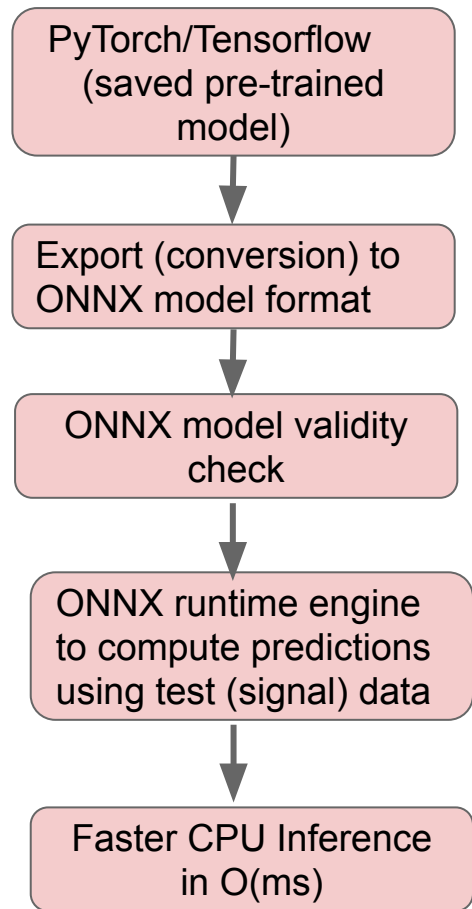 PyTorch/Tensorflow
(saved pre-trained
model)
Export (conversion) to
ONNX model format
ONNX model validity
check
ONNX runtime engine
to compute predictions
using test (signal) data
Faster CPU Inference
in O(ms)